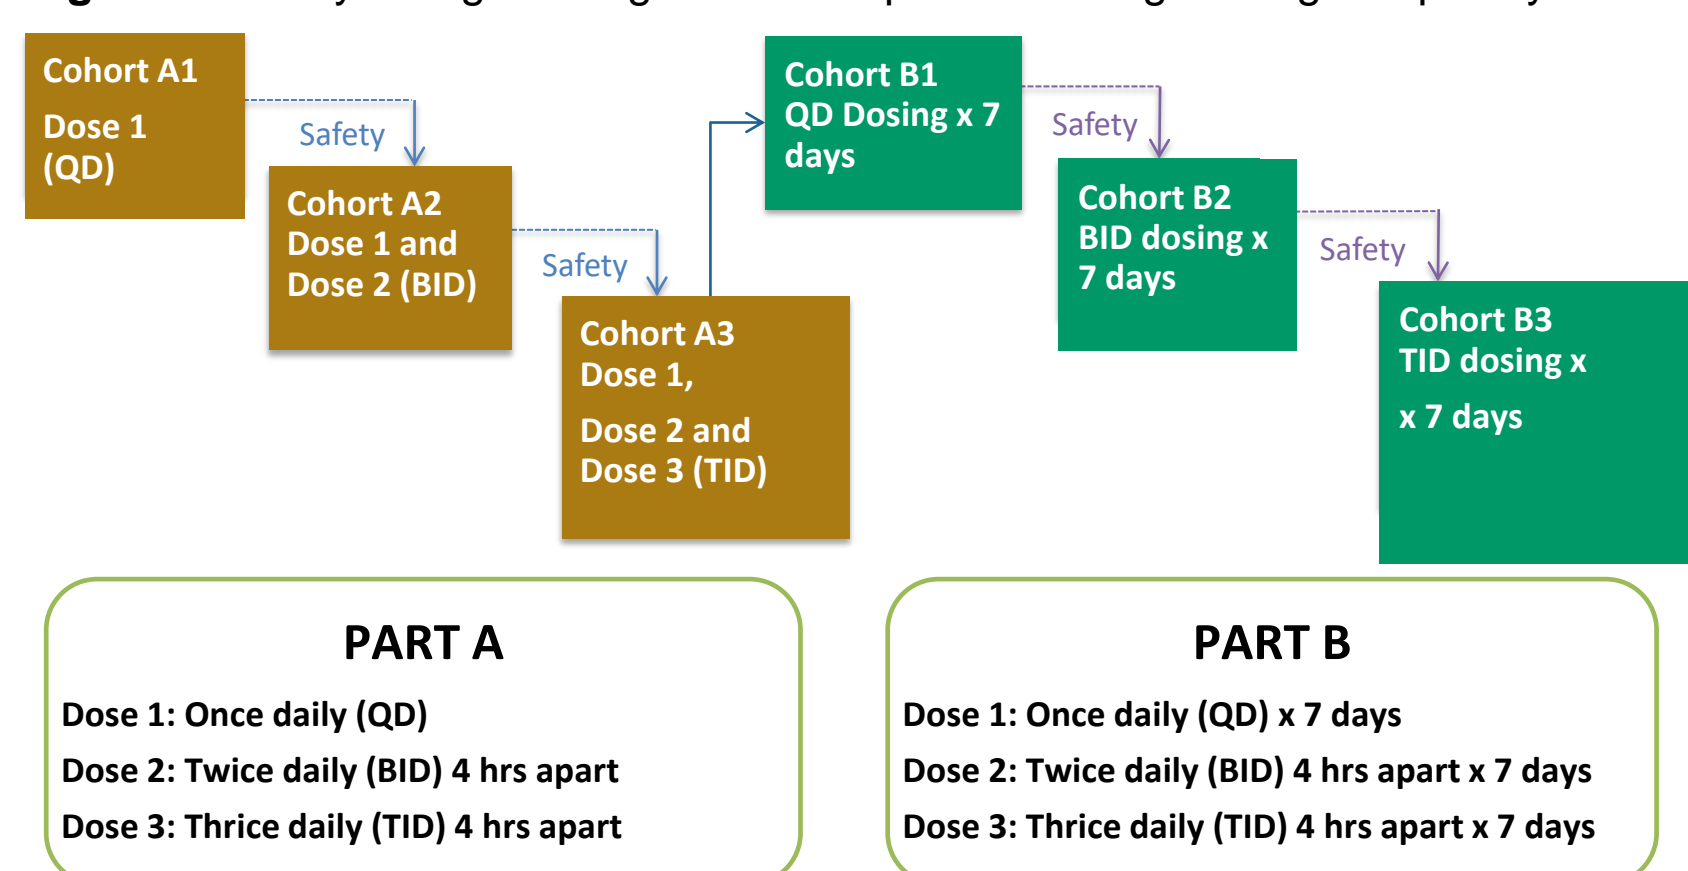 Cohort A1
Dose 1
(QD)
Safety
Cohort A2
Dose 1 and
Dose 2 (BID)
Safety
Cohort A3
Dose 1,
Dose 2 and
Dose 3 (TID)
Cohort B1
QD Dosing x 7
days
Safety
Cohort B2
BID dosing x
7 days
Safety
Cohort B3
TID dosing x
x 7 days
PART A
Dose 1: Once daily (QD)
Dose 2: Twice daily (BID) 4 hrs apart
Dose 3: Thrice daily (TID) 4 hrs apart
PART B
Dose 1: Once daily (QD) x 7 days
Dose 2: Twice daily (BID) 4 hrs apart x 7 days
Dose 3: Thrice daily (TID) 4 hrs apart x 7 days